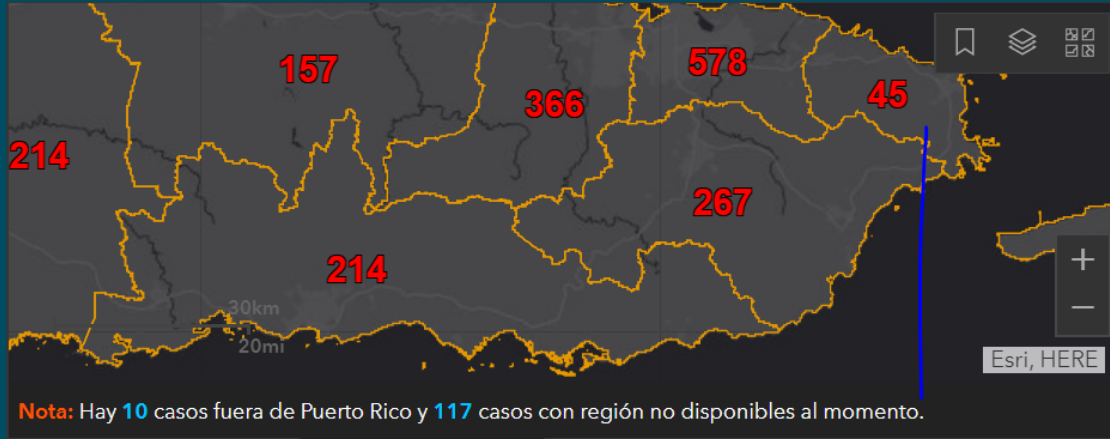 157
578
366
45
214
267
214
30km
20mi
+
−
Esri, HERE
Nota: Hay 10 casos fuera de Puerto Rico y 117 casos con región no disponibles al momento.